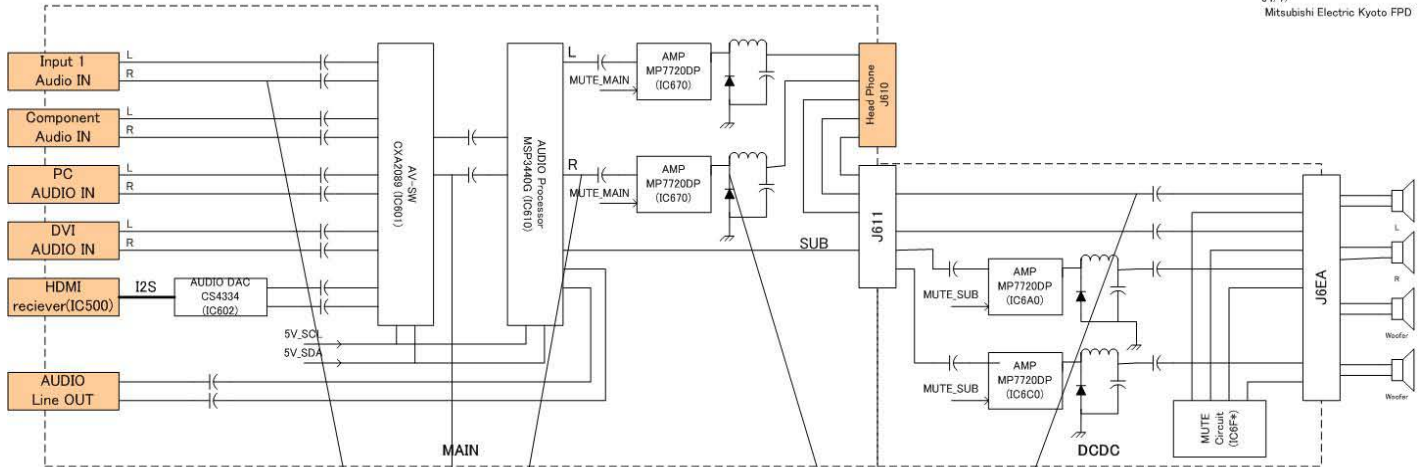 Mitsubishi Electric Kyoto FPD
Input 1
Audio IN
L
R
Component
Audio IN
L
R
PC
AUDIO IN
L
R
DVI
AUDIO IN
L
R
HDMI
reciever(IC500)
I2S
AUDIO DAC
CS4334
(IC602)
5V_SCL
5V_SDA
AUDIO
Line OUT
AV-SW
CXA2089 (IC601)
AUDIO Processor
MSP3440G (IC610)
L
MUTE_MAIN
AMP
MP7720DP
(IC670)
R
MUTE_MAIN
AMP
MP7720DP
(IC670)
SUB
Head Phone
J610
J611
MUTE_SUB
AMP
MP7720DP
(IC6A0)
MUTE_SUB
AMP
MP7720DP
(IC6C0)
MUTE
Circuit
(IC6F*)
J6EA
L
R
Woofer
Woofer
MAIN
DCDC